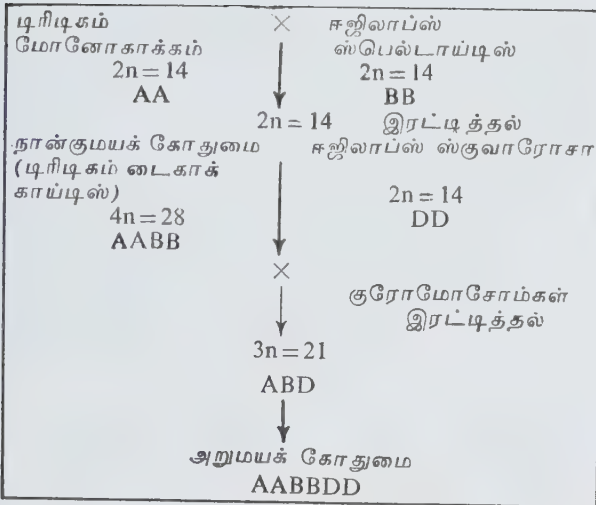 டிரிடிகம் × ஈஜிலாப்ஸ்
மோனோகாக்கம் ஸ்பெல்டாய்டிஸ்
2n = 14 2n = 14
AA BB
2n = 14 இரட்டித்தல்
நான்குமயக் கோதுமை ஈஜிலாப்ஸ் ஸ்குவாரோசா
(டிரிடிகம் டைகாக்
காய்டிஸ்) 2n = 14
4n = 28 DD
AABB
×
குரோமோசோம்கள்
இரட்டித்தல்
3n = 21
ABD
அறுமயக் கோதுமை
AABBDD